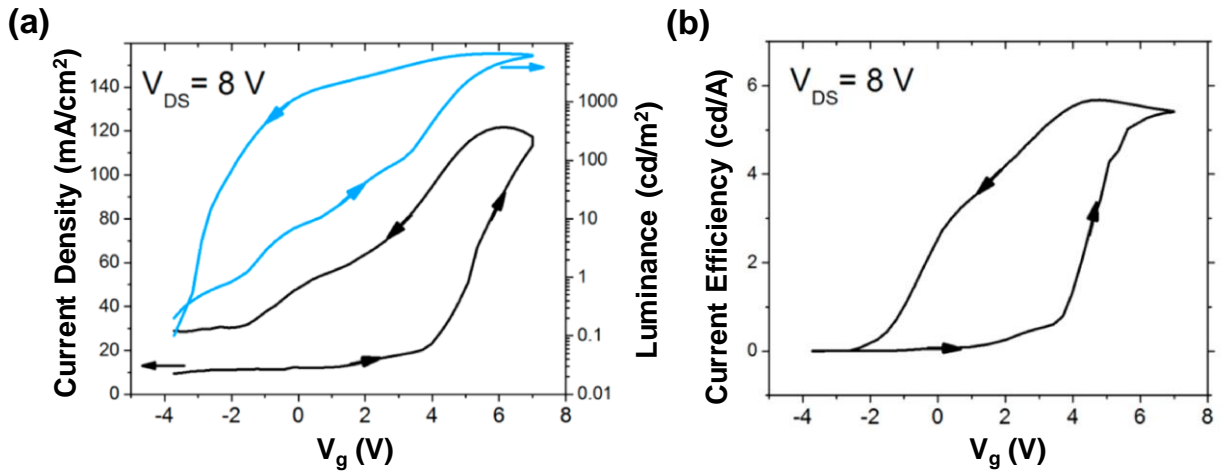 (a)
V_DS = 8 V
Current Density (mA/cm²)
140
120
100
80
60
40
20
0
1000
100
10
1
0.1
0.01
Luminance (cd/m²)
-4 -2 0 2 4 6 8
V_g (V)
(b)
V_DS = 8 V
Current Efficiency (cd/A)
6
4
2
0
-4 -2 0 2 4 6 8
V_g (V)